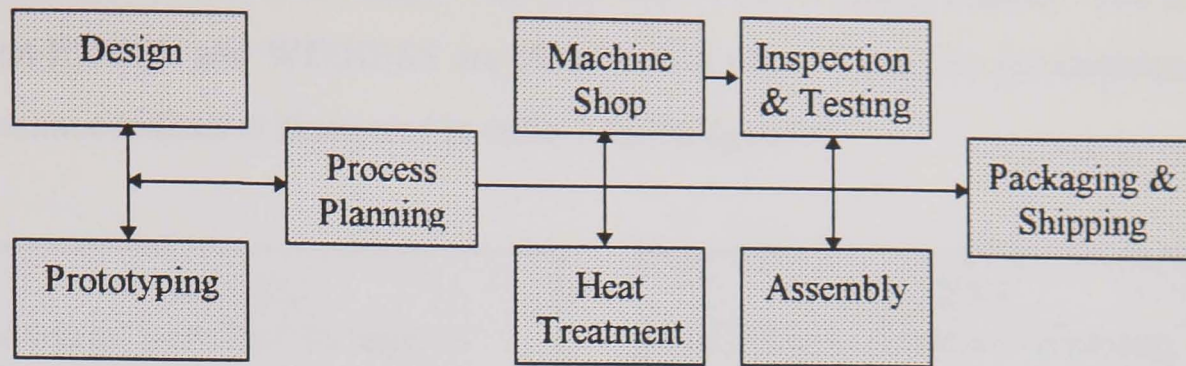 Design
Prototyping
Process
Planning
Machine
Shop
Heat
Treatment
Inspection
& Testing
Assembly
Packaging &
Shipping